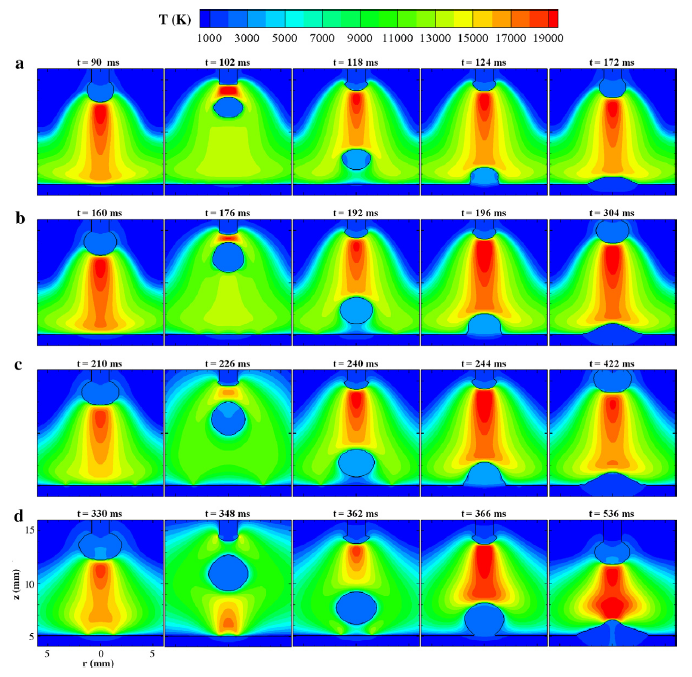 T (K)
1000 3000 5000 7000 9000 11000 13000 15000 17000 19000
a
t = 90 ms t = 102 ms t = 118 ms t = 124 ms t = 172 ms
b
t = 160 ms t = 176 ms t = 192 ms t = 196 ms t = 304 ms
c
t = 210 ms t = 226 ms t = 240 ms t = 244 ms t = 422 ms
d
t = 330 ms t = 348 ms t = 362 ms t = 366 ms t = 536 ms
15
z (mm)
10
5
5 0 5
r (mm)